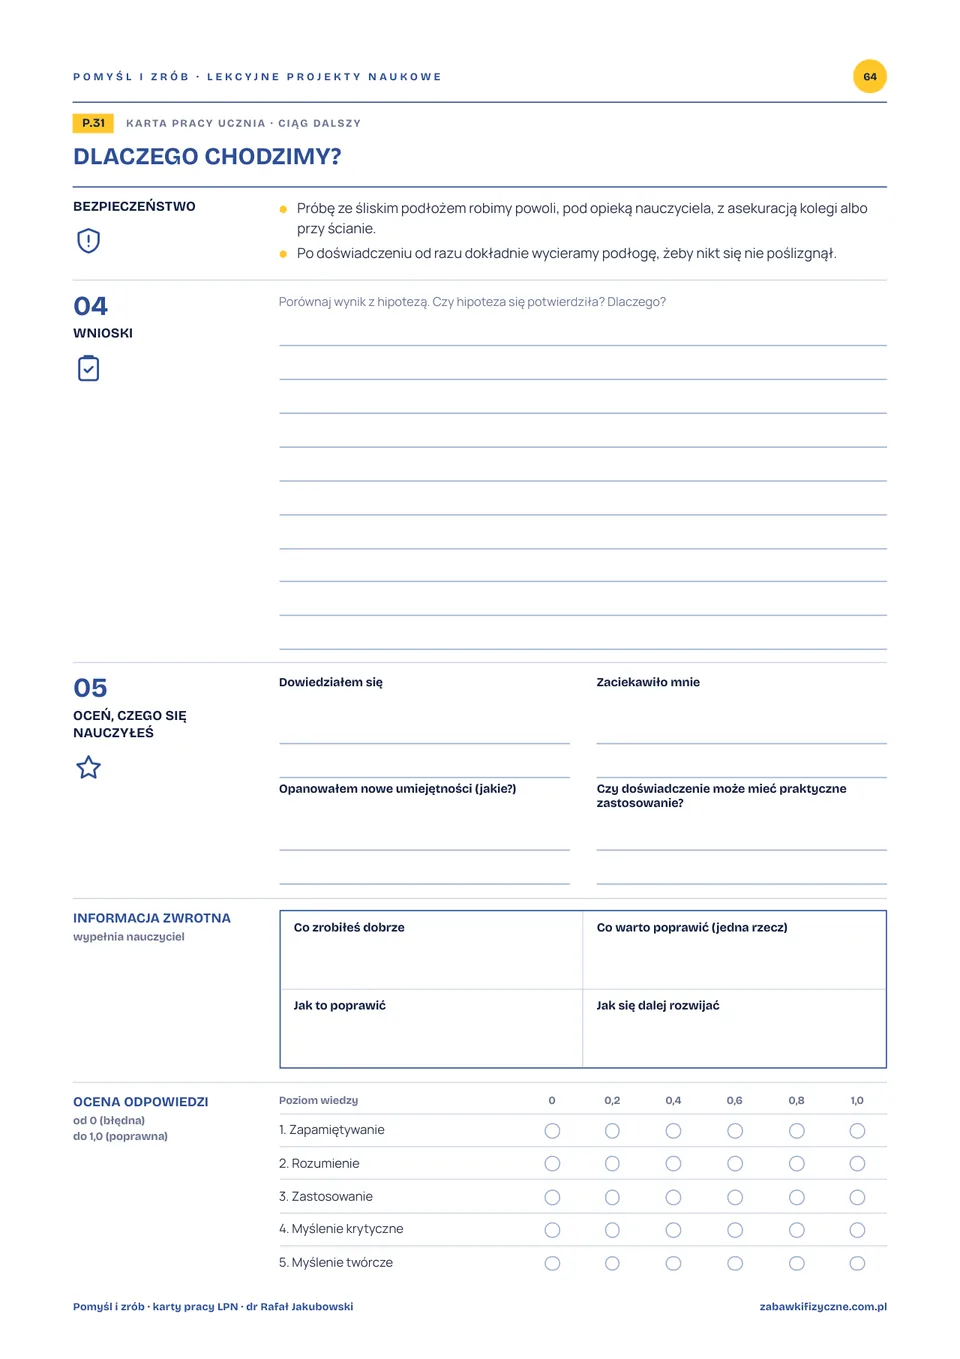 POMYŚL I ZRÓB · LEKCYJNE PROJEKTY NAUKOWE
64
P.31 KARTA PRACY UCZNIA · CIĄG DALSZY
DLACZEGO CHODZIMY?
BEZPIECZEŃSTWO
Próbę ze śliskim podłożem robimy powoli, pod opieką nauczyciela, z asekuracją kolegi albo
przy ścianie.
Po doświadczeniu od razu dokładnie wycieramy podłogę, żeby nikt się nie poślizgnął.
04
WNIOSKI
Porównaj wynik z hipotezą. Czy hipoteza się potwierdziła? Dlaczego?
05
OCEŃ, CZEGO SIĘ
NAUCZYŁEŚ
Dowiedziałem się
Zaciekawiło mnie
Opanowałem nowe umiejętności (jakie?)
Czy doświadczenie może mieć praktyczne
zastosowanie?
INFORMACJA ZWROTNA
wypełnia nauczyciel
Co zrobiłeś dobrze
Co warto poprawić (jedna rzecz)
Jak to poprawić
Jak się dalej rozwijać
OCENA ODPOWIEDZI
od 0 (błędna)
do 1,0 (poprawna)
Poziom wiedzy 0 0,2 0,4 0,6 0,8 1,0
1. Zapamiętywanie
2. Rozumienie
3. Zastosowanie
4. Myślenie krytyczne
5. Myślenie twórcze
Pomyśl i zrób · karty pracy LPN · dr Rafał Jakubowski
zabawkifizyczne.com.pl